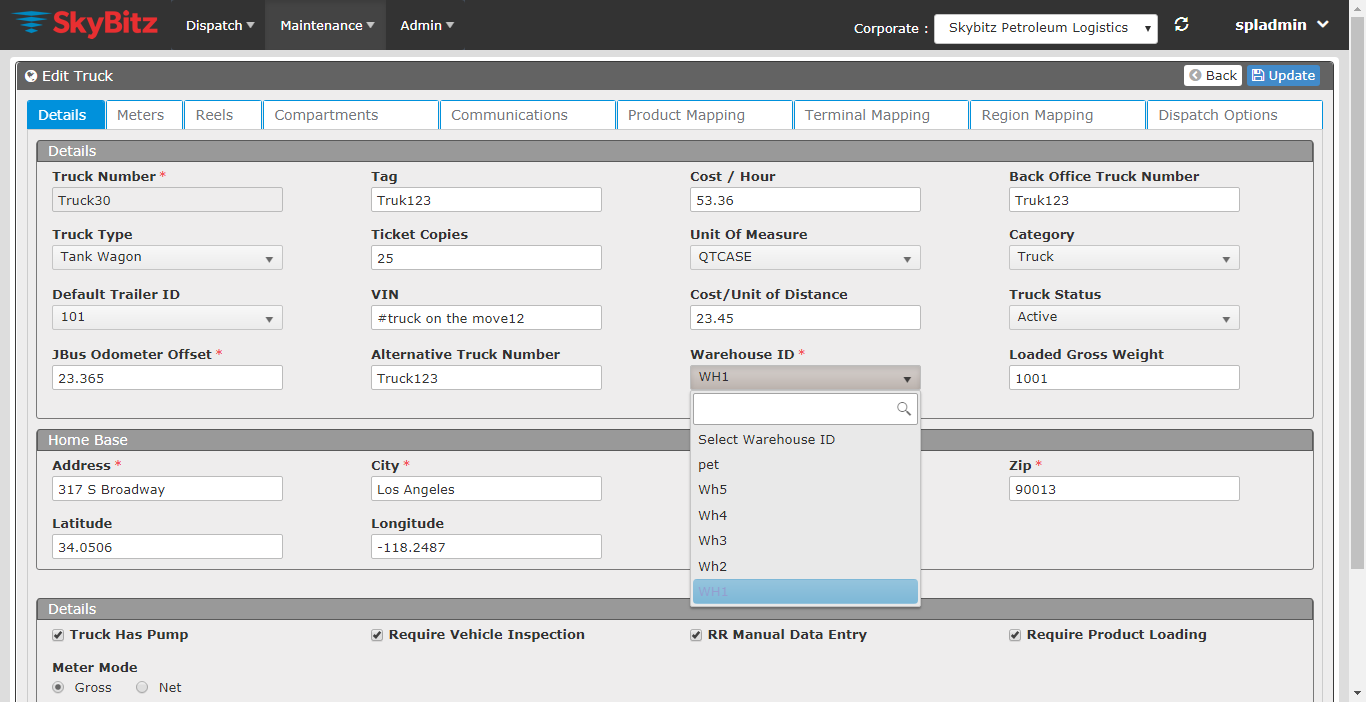 SkyBitz Dispatch Maintenance Admin Corporate : Skybitz Petroleum Logistics spladmin
Edit Truck Back Update
Details Meters Reels Compartments Communications Product Mapping Terminal Mapping Region Mapping Dispatch Options
Details
Truck Number * Tag Cost / Hour Back Office Truck Number
Truck30 Truk123 53.36 Truk123
Truck Type Ticket Copies Unit Of Measure Category
Tank Wagon 25 QTCASE Truck
Default Trailer ID VIN Cost/Unit of Distance Truck Status
101 #truck on the move12 23.45 Active
JBus Odometer Offset * Alternative Truck Number Warehouse ID * Loaded Gross Weight
23.365 Truck123 WH1 1001
Select Warehouse ID
pet
Wh5
Wh4
Wh3
Wh2
WH1
Home Base
Address * City * Zip *
317 S Broadway Los Angeles 90013
Latitude Longitude
34.0506 -118.2487
Details
Truck Has Pump Require Vehicle Inspection RR Manual Data Entry Require Product Loading
Meter Mode
Gross Net